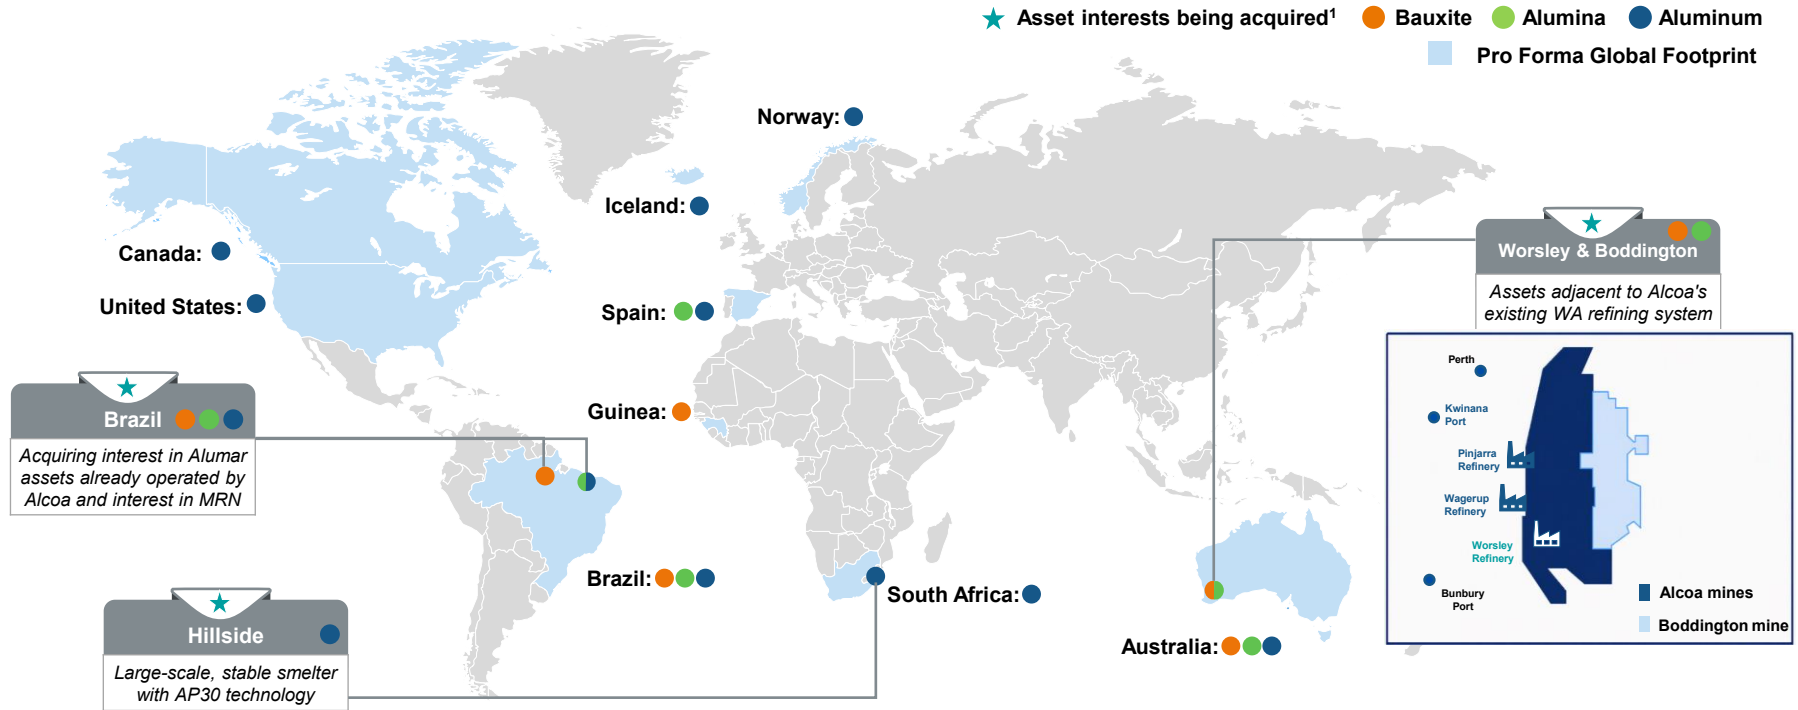 Asset interests being acquired¹ Bauxite Alumina Aluminum
Pro Forma Global Footprint
Norway:
Iceland:
Canada:
United States:
Spain:
Guinea:
Brazil
Acquiring interest in Alumar
assets already operated by
Alcoa and interest in MRN
Brazil:
South Africa:
Hillside
Large-scale, stable smelter
with AP30 technology
Australia:
Worsley & Boddington
Assets adjacent to Alcoa's
existing WA refining system
Perth
Kwinana
Port
Pinjarra
Refinery
Wagerup
Refinery
Worsley
Refinery
Bunbury
Port
Alcoa mines
Boddington mine